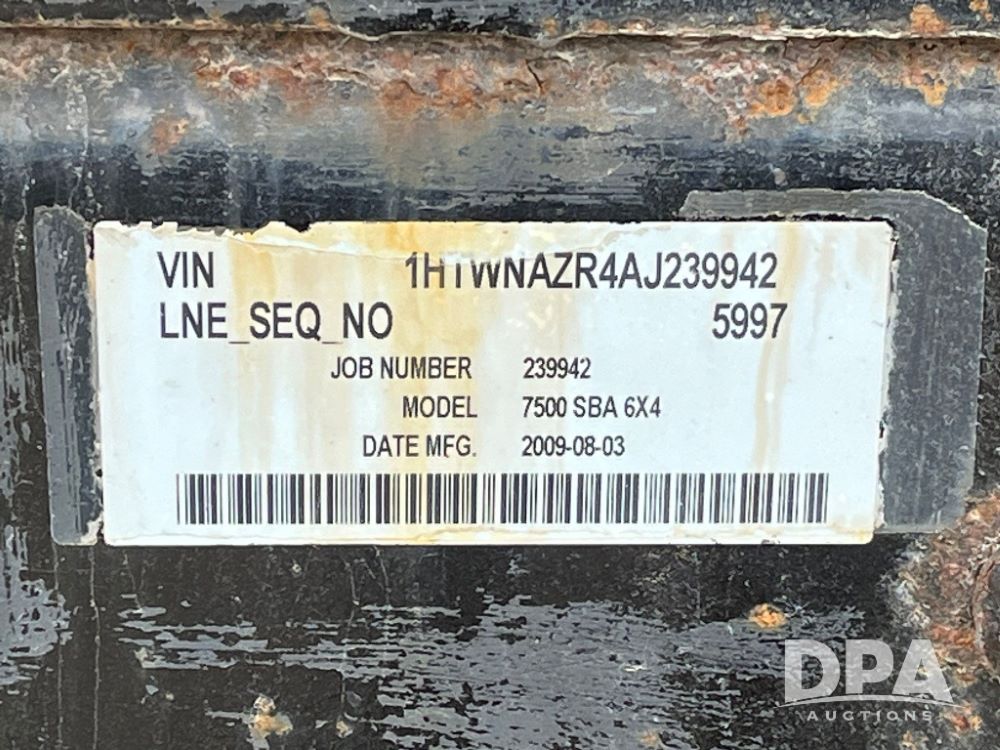 VIN 1HTWNAZR4AJ239942
LNE_SEQ_NO 5997
JOB NUMBER 239942
MODEL 7500 SBA 6X4
DATE MFG. 2009-08-03
DPA
AUCTIONS